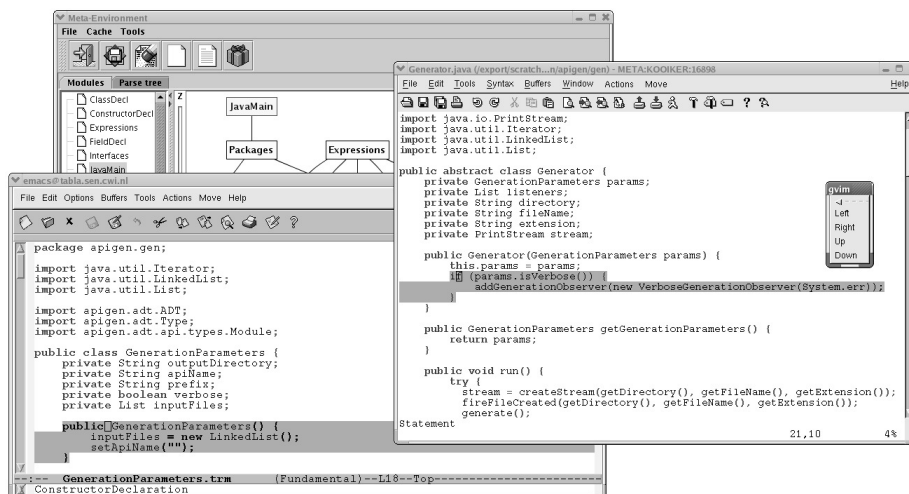 Meta-Environment
File Cache Tools
Modules Parse tree
ClassDecl
ConstructorDecl
Expressions
FieldDecl
Interfaces
JavaMain
Z
JavaMain
Packages Expressions
Generator.java (/export/scratch...n/apigen/gen) - META:KOOIKER:16898
File Edit Tools Syntax Buffers Window Actions Move Help
import java.io.PrintStream;
import java.util.Iterator;
import java.util.LinkedList;
import java.util.List;
public abstract class Generator {
private GenerationParameters params;
private List listeners;
private String directory;
private String fileName;
private String extension;
private PrintStream stream;
public Generator(GenerationParameters params) {
this.params = params;
if (params.isVerbose()) {
addGenerationObserver(new VerboseGenerationObserver(System.err));
}
}
public GenerationParameters getGenerationParameters() {
return params;
}
public void run() {
try {
stream = createStream(getDirectory(), getFileName(), getExtension());
fireFileCreated(getDirectory(), getFileName(), getExtension());
generate();
Statement
21,10 4%
gvim
Left
Right
Up
Down
emacs@tabla.sen.cwi.nl
File Edit Options Buffers Tools Actions Move Help
package apigen.gen;
import java.util.Iterator;
import java.util.LinkedList;
import java.util.List;
import apigen.adt.ADT;
import apigen.adt.Type;
import apigen.adt.api.types.Module;
public class GenerationParameters {
private String outputDirectory;
private String apiName;
private String prefix;
private boolean verbose;
private List inputFiles;
public GenerationParameters() {
inputFiles = new LinkedList();
setApiName("");
}
--:-- GenerationParameters.trm (Fundamental)--L18--Top--
ConstructorDeclaration